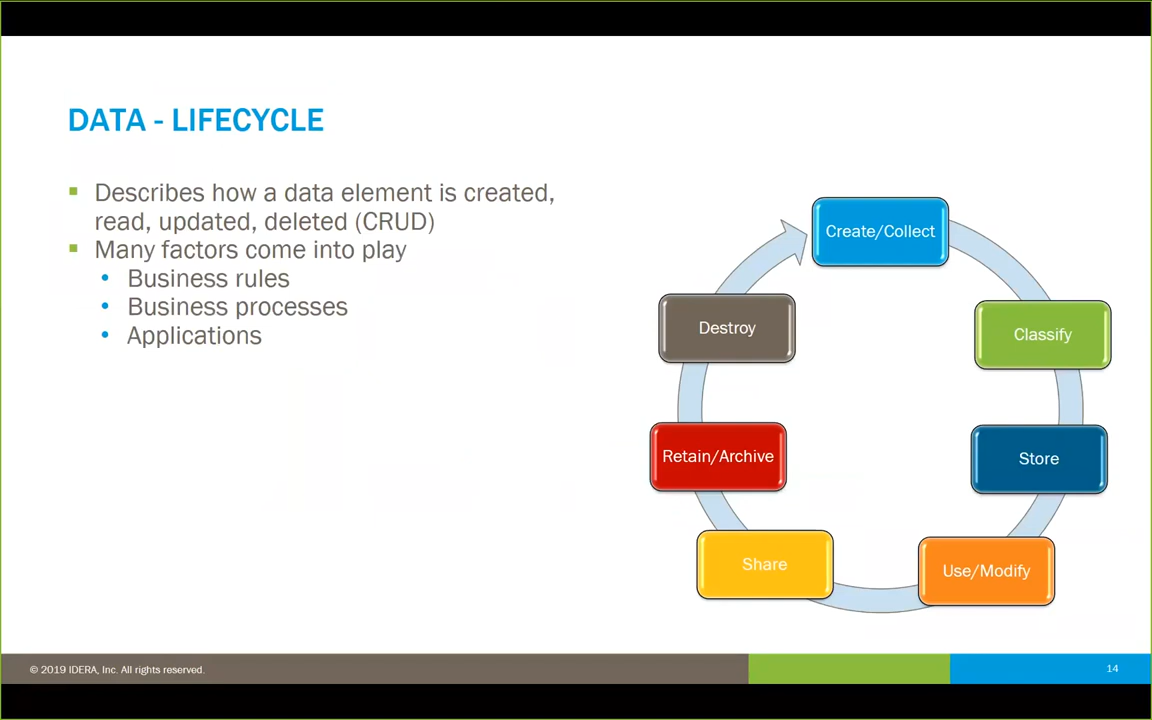 DATA - LIFECYCLE
Describes how a data element is created,
read, updated, deleted (CRUD)
Many factors come into play
Business rules
Business processes
Applications
Create/Collect
Classify
Store
Use/Modify
Share
Retain/Archive
Destroy
© 2019 IDERA, Inc. All rights reserved.
14